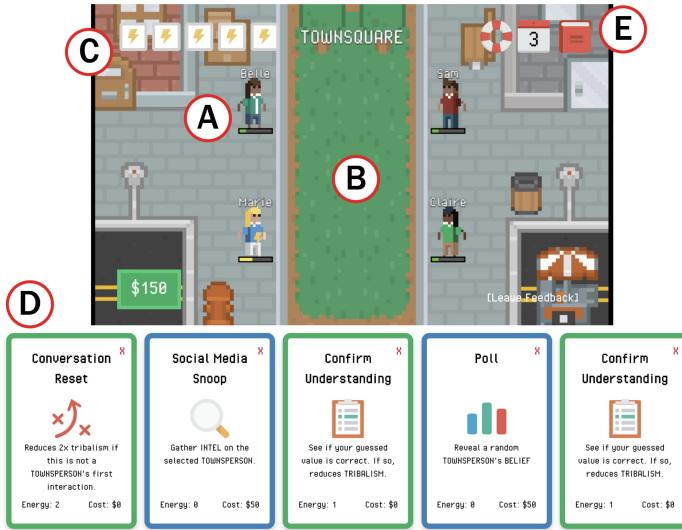 C
TOWNSQUARE
3
E
Belle
Sam
A
B
Marie
Claire
$150
[Leave Feedback]
D
X
Conversation
Reset
Reduces 2x tribalism if
this is not a
TOWNSPERSON's first
interaction.
Energy: 2 Cost: $0
X
Social Media
Snoop
Gather INTEL on the
selected TOWNSPERSON.
Energy: 0 Cost: $50
X
Confirm
Understanding
See if your guessed
value is correct. If so,
reduces TRIBALISM.
Energy: 1 Cost: $0
X
Poll
Reveal a random
TOWNSPERSON's BELIEF
Energy: 0 Cost: $50
X
Confirm
Understanding
See if your guessed
value is correct. If so,
reduces TRIBALISM.
Energy: 1 Cost: $0